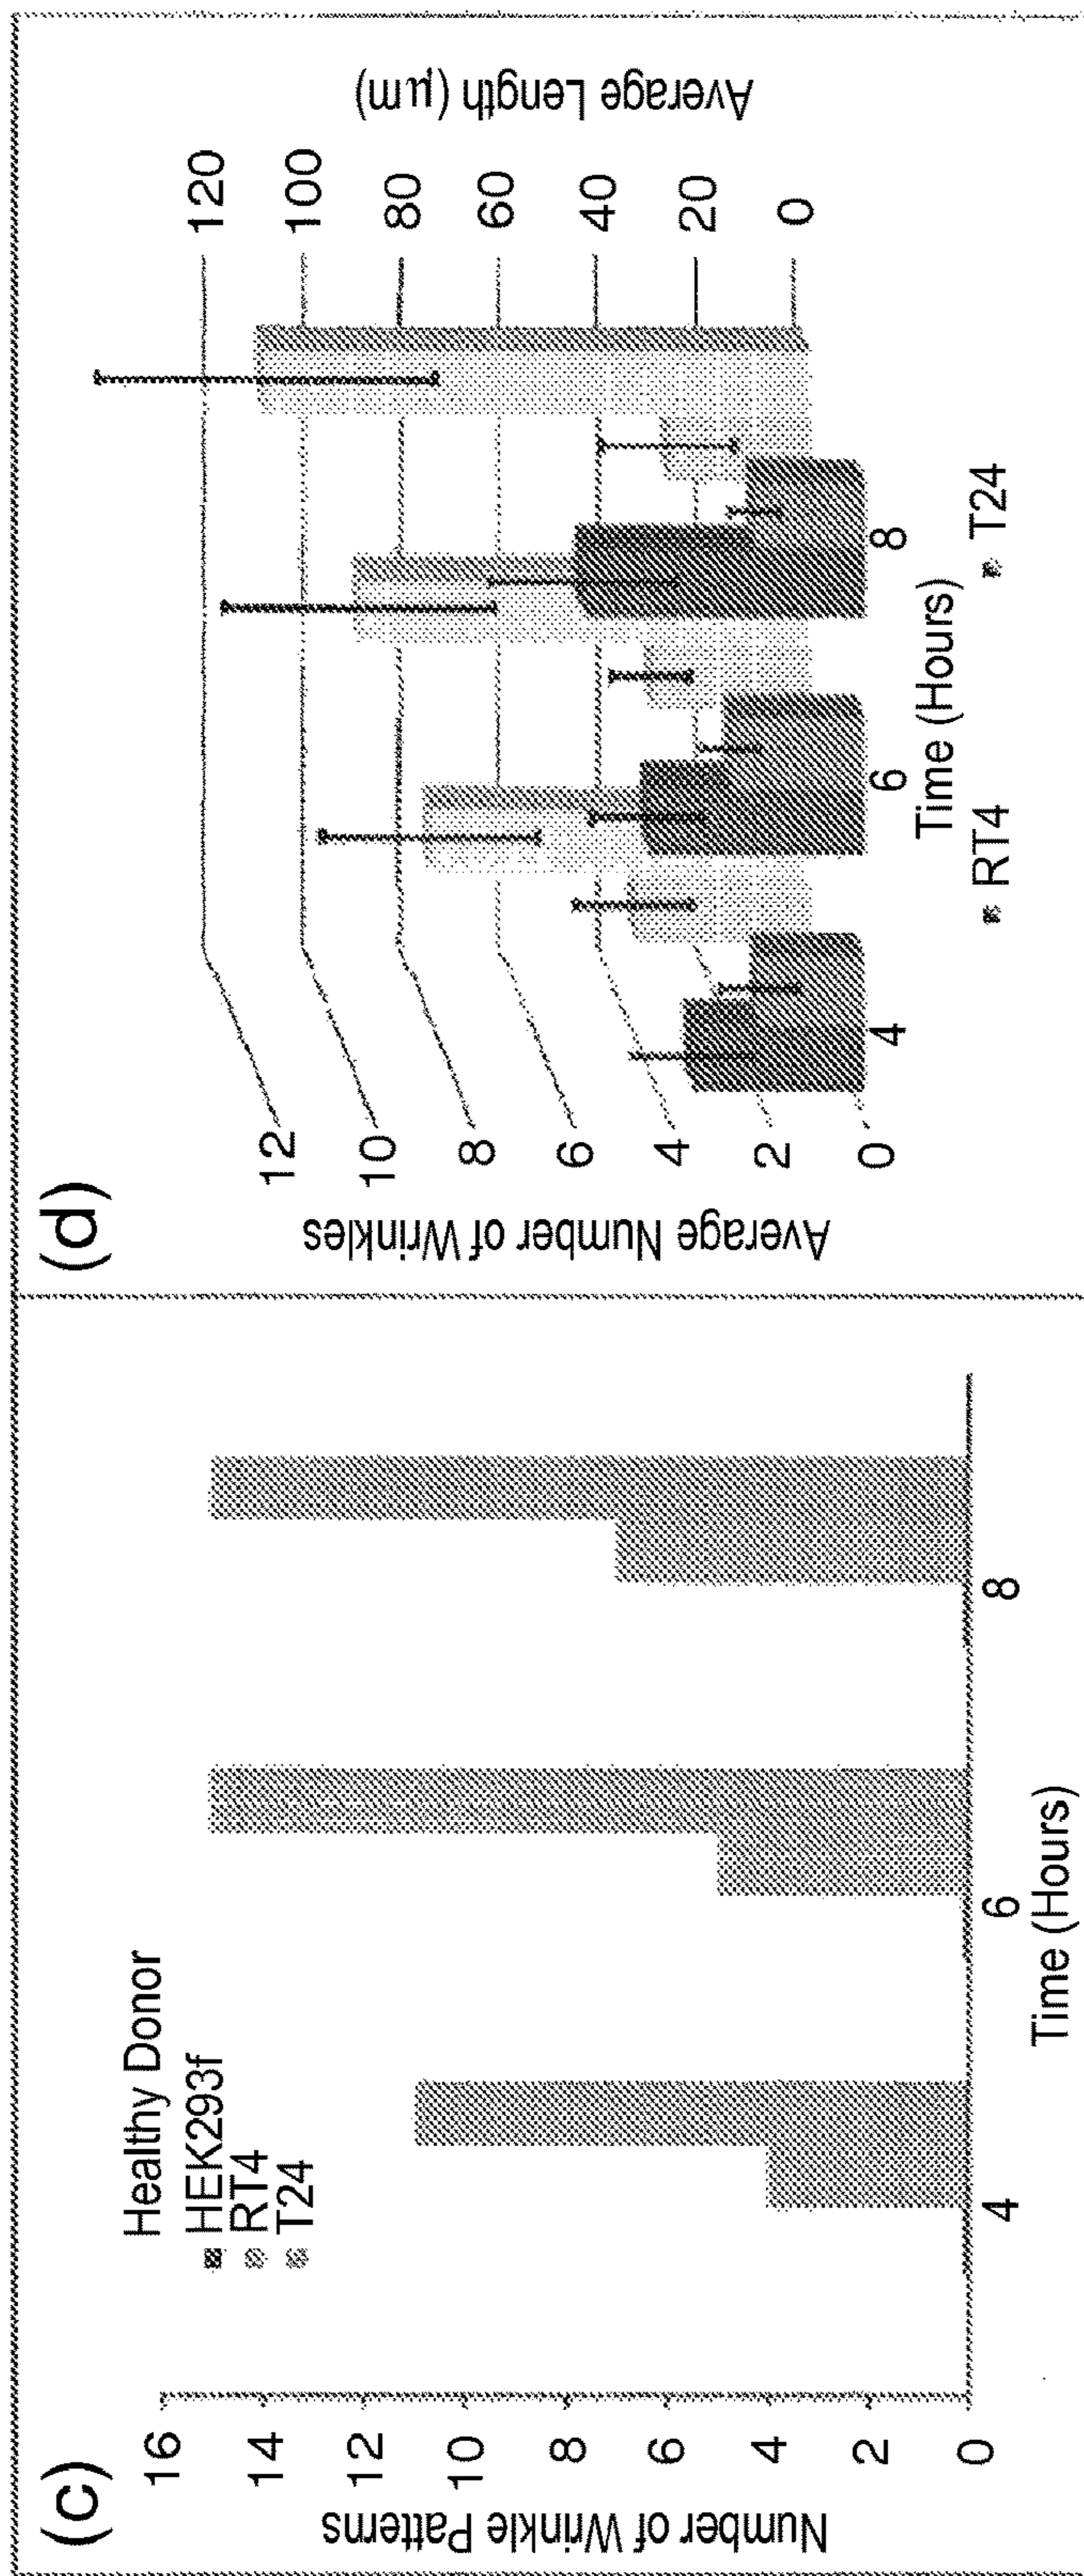 (c)
Number of Wrinkle Patterns
16
14
12
10
8
6
4
2
0
Healthy Donor
HEK293f
RT4
T24
4
6
8
Time (Hours)
(d)
Average Number of Wrinkles
12
10
8
6
4
2
0
120
100
80
60
40
20
0
Average Length (μm)
4
6
8
Time (Hours)
RT4
T24